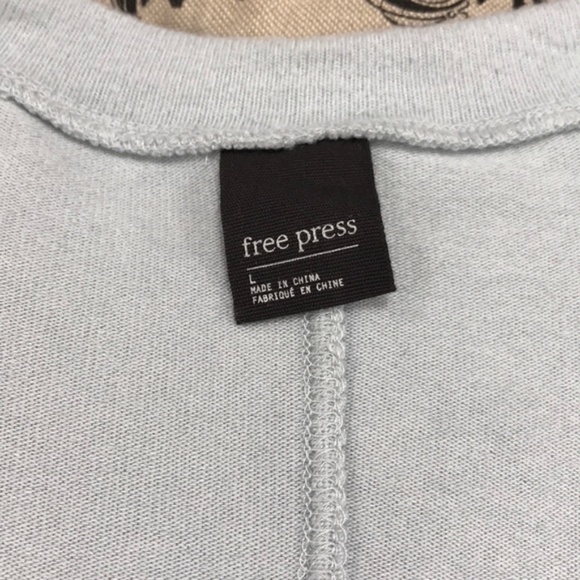 free press
L
MADE IN CHINA
FABRIQUÉ EN CHINE